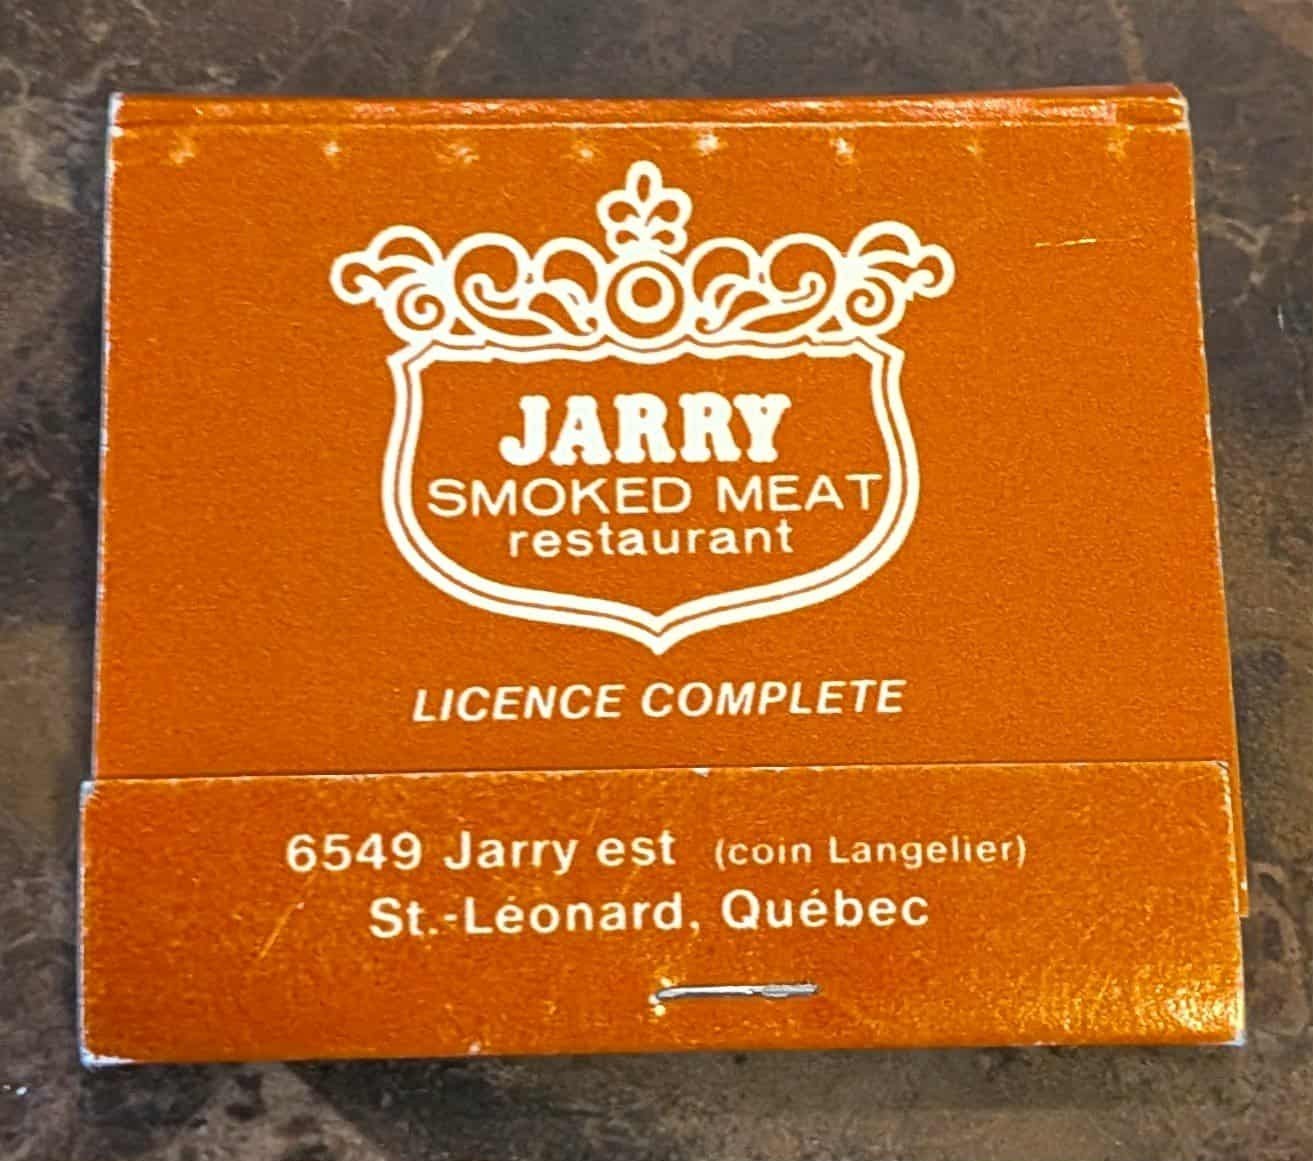 JARRY
SMOKED MEAT
restaurant
LICENCE COMPLETE
6549 Jarry est (coin Langelier)
St.-Léonard, Québec